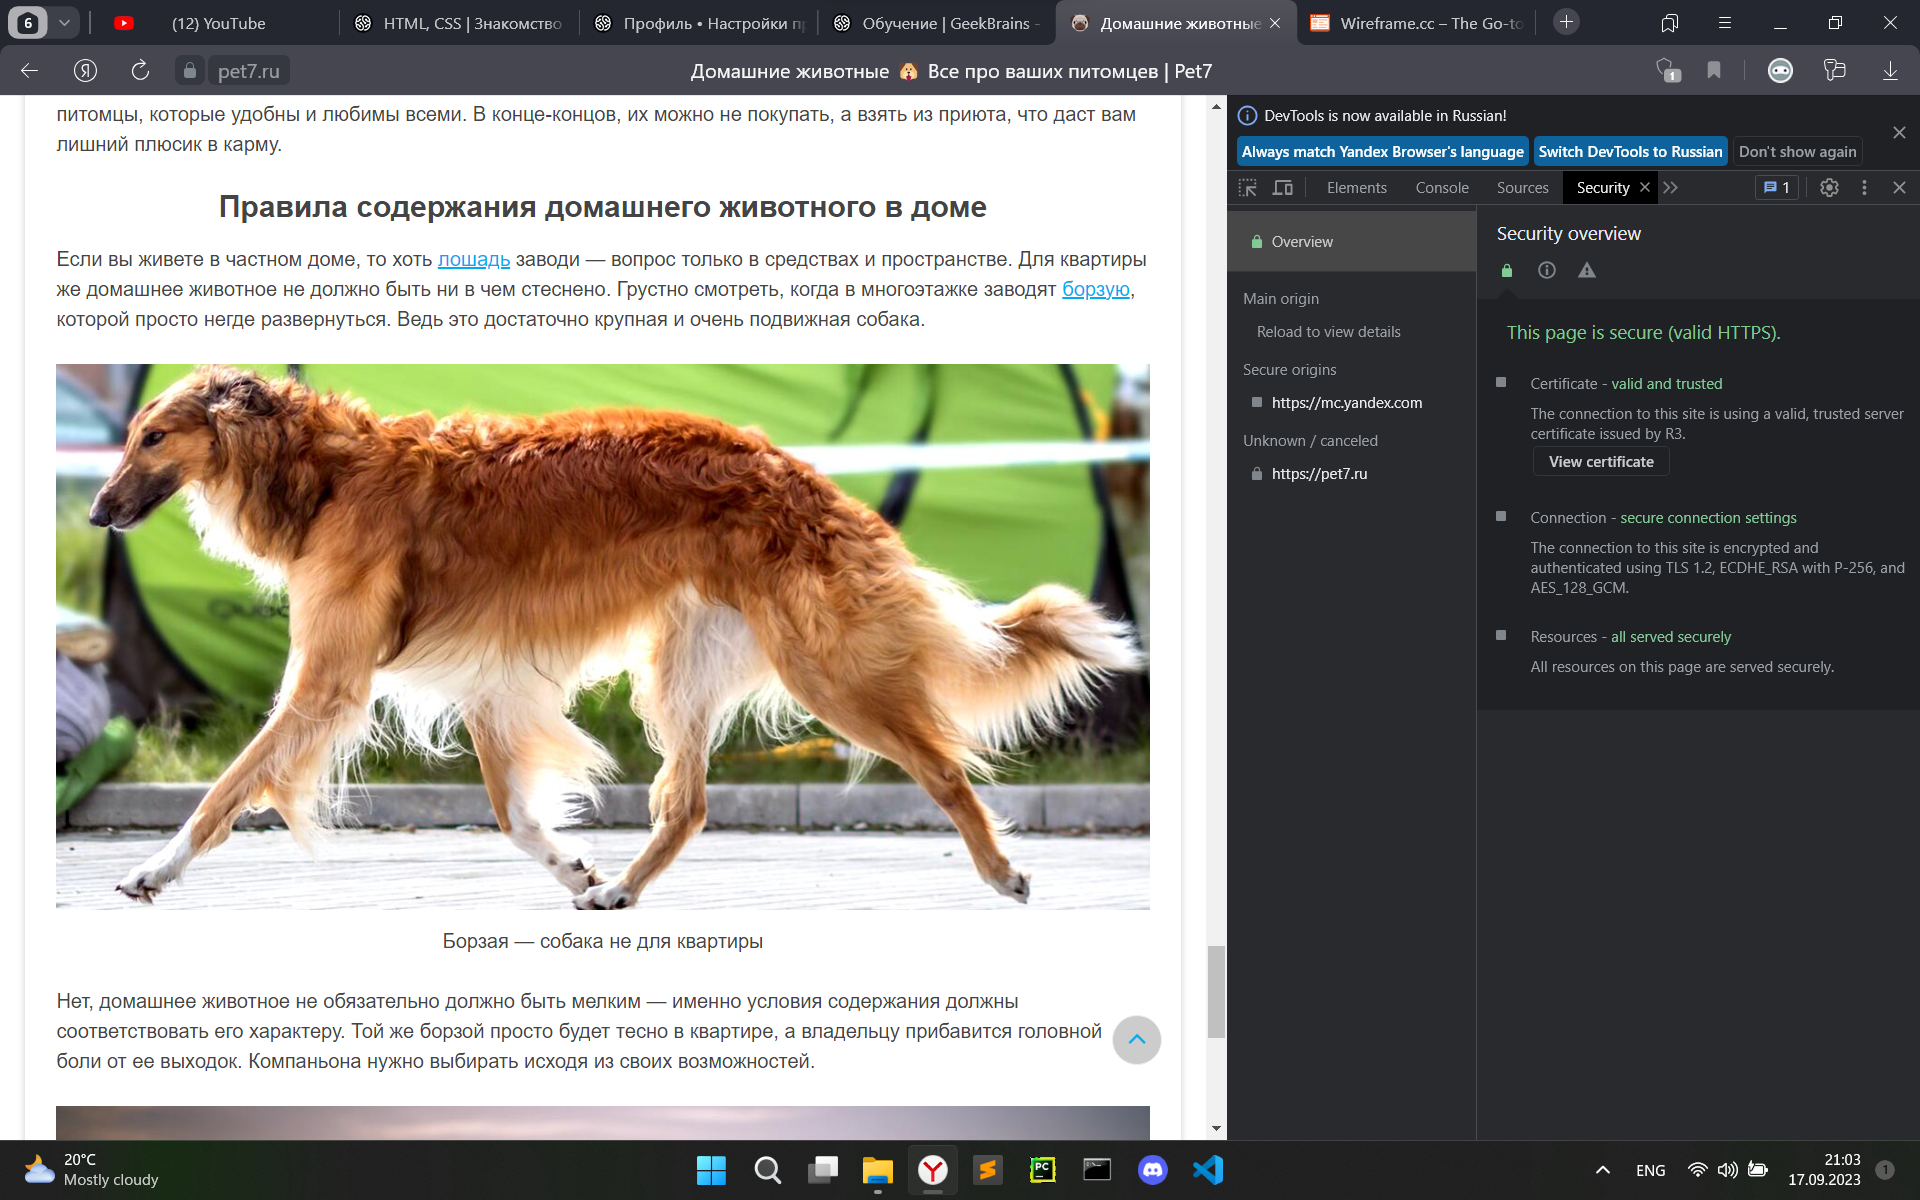 6
(12) YouTube
HTML, CSS | Знакомство
Профиль • Настройки п
Обучение | GeekBrains -
Домашние животные
Wireframe.cc – The Go-to
Я
pet7.ru
Домашние животные 🐶 Все про ваших питомцев | Pet7
1
питомцы, которые удобны и любимы всеми. В конце-концов, их можно не покупать, а взять из приюта, что даст вам
лишний плюсик в карму.
Правила содержания домашнего животного в доме
Если вы живете в частном доме, то хоть лошадь заводи — вопрос только в средствах и пространстве. Для квартиры
же домашнее животное не должно быть ни в чем стеснено. Грустно смотреть, когда в многоэтажке заводят борзую,
которой просто негде развернуться. Ведь это достаточно крупная и очень подвижная собака.
Борзая — собака не для квартиры
Нет, домашнее животное не обязательно должно быть мелким — именно условия содержания должны
соответствовать его характеру. Той же борзой просто будет тесно в квартире, а владельцу прибавится головной
боли от ее выходок. Компаньона нужно выбирать исходя из своих возможностей.
DevTools is now available in Russian!
Always match Yandex Browser's language
Switch DevTools to Russian
Don't show again
Elements
Console
Sources
Security
1
Overview
Main origin
Reload to view details
Secure origins
https://mc.yandex.com
Unknown / canceled
https://pet7.ru
Security overview
This page is secure (valid HTTPS).
Certificate - valid and trusted
The connection to this site is using a valid, trusted server
certificate issued by R3.
View certificate
Connection - secure connection settings
The connection to this site is encrypted and
authenticated using TLS 1.2, ECDHE_RSA with P-256, and
AES_128_GCM.
Resources - all served securely
All resources on this page are served securely.
20°C
Mostly cloudy
PC
ENG
21:03
17.09.2023
1